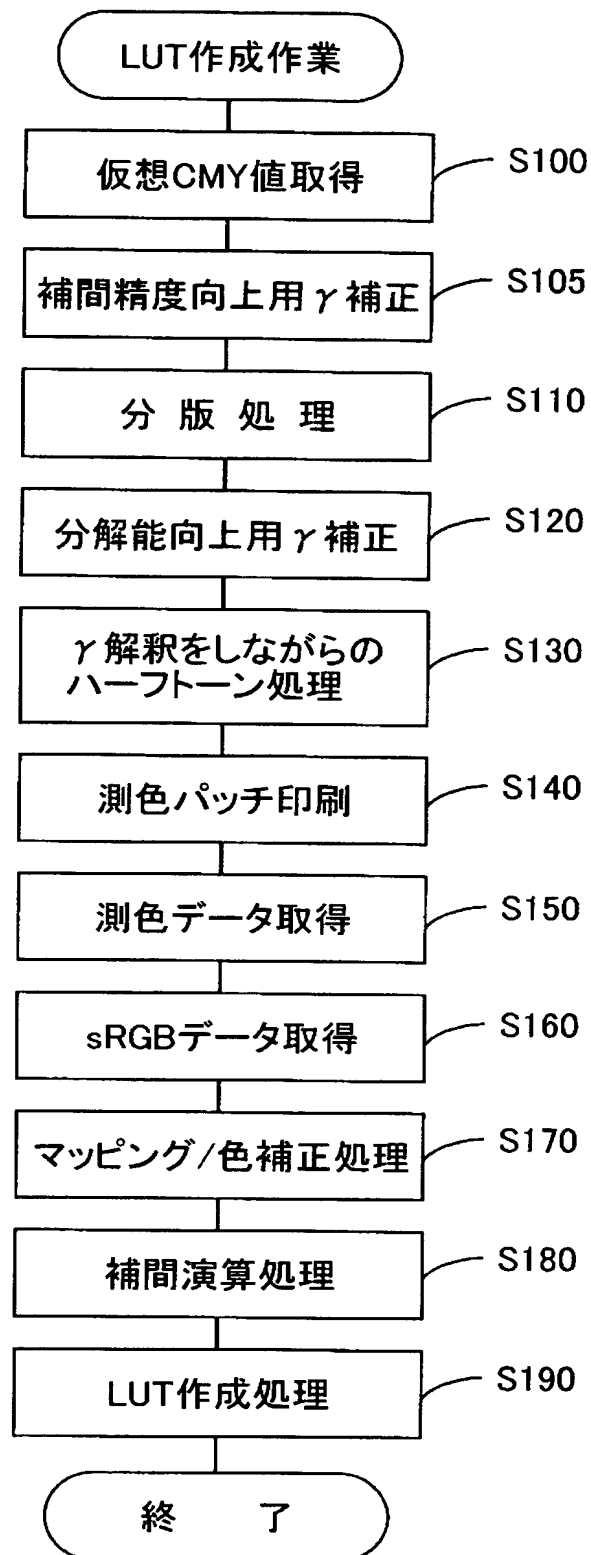 LUT作成作業
仮想CMY値取得
S100
補間精度向上用γ補正
S105
分版処理
S110
分解能向上用γ補正
S120
γ解釈をしながらの
ハーフトーン処理
S130
測色パッチ印刷
S140
測色データ取得
S150
sRGBデータ取得
S160
マッピング/色補正処理
S170
補間演算処理
S180
LUT作成処理
S190
終了